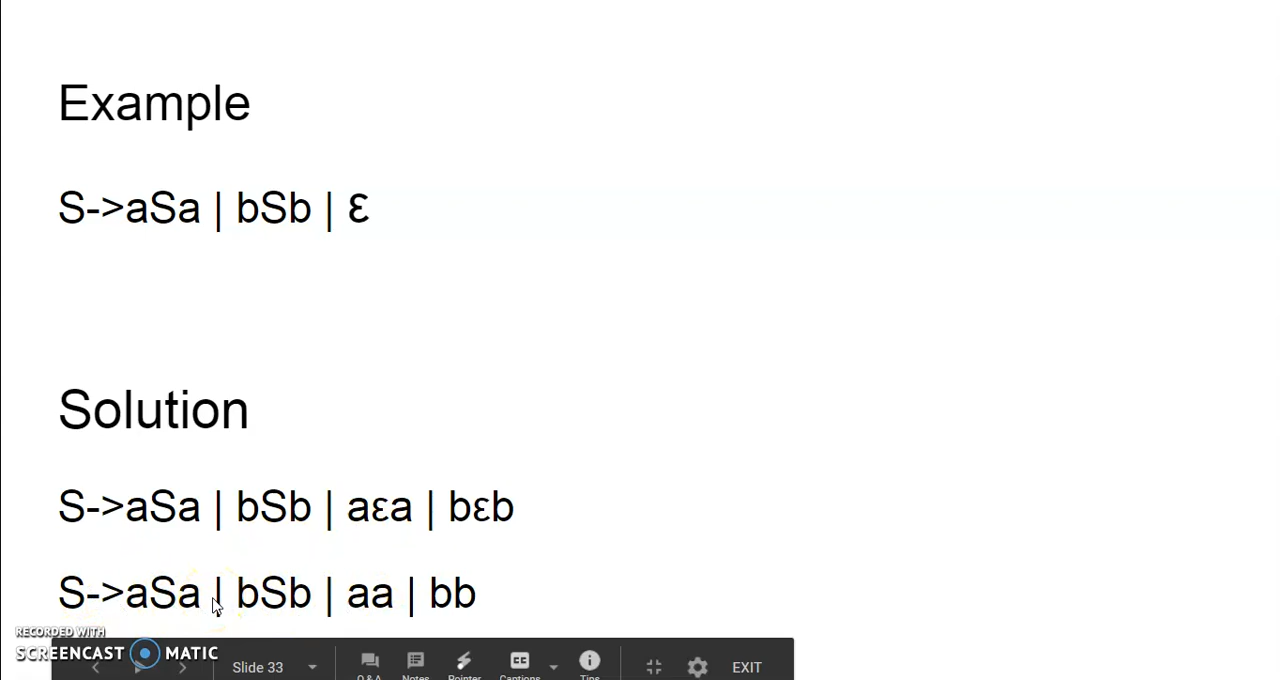 Example
S->aSa | bSb | ε
Solution
S->aSa | bSb | aεa | bεb
S->aSa | bSb | aa | bb
RECORDED WITH
SCREENCAST MATIC
Slide 33 EXIT
Q & A Notes Pointer Captions Tips